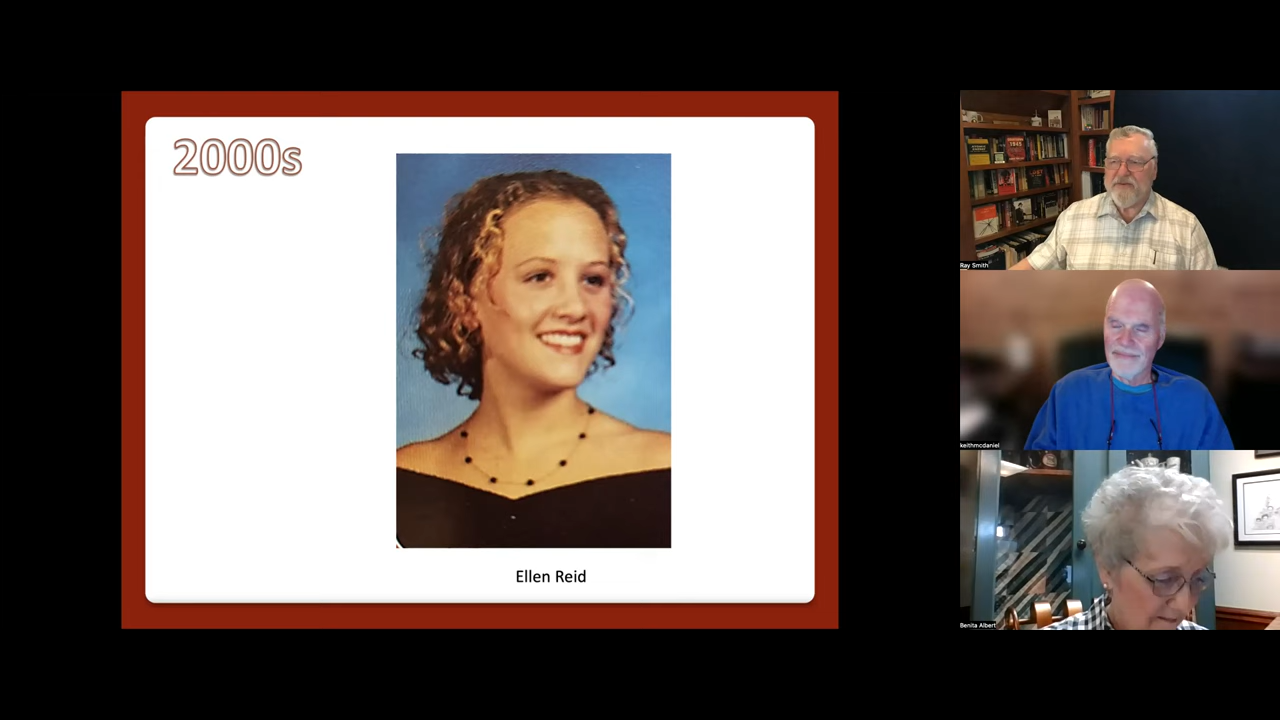 2000s
Ellen Reid
Ray Smith
keithmcdaniel
Benita Albert